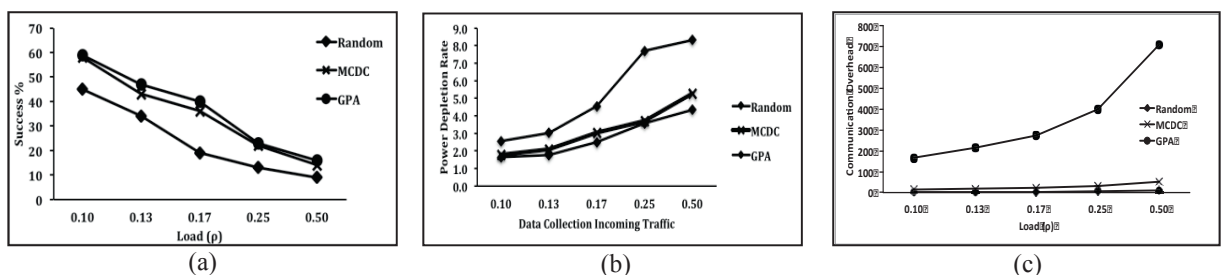 70
60
50
40
30
20
10
0
Success %
0.10 0.13 0.17 0.25 0.50
Load (ρ)
Random
MCDC
GPA
(a)
9.0
8.0
7.0
6.0
5.0
4.0
3.0
2.0
1.0
0.0
Power Depletion Rate
0.10 0.13 0.17 0.25 0.50
Data Collection Incoming Traffic
Random
MCDC
GPA
(b)
800
700
600
500
400
300
200
100
0
Communication Overhead
0.10 0.13 0.17 0.25 0.50
Load (ρ)
Random
MCDC
GPA
(c)